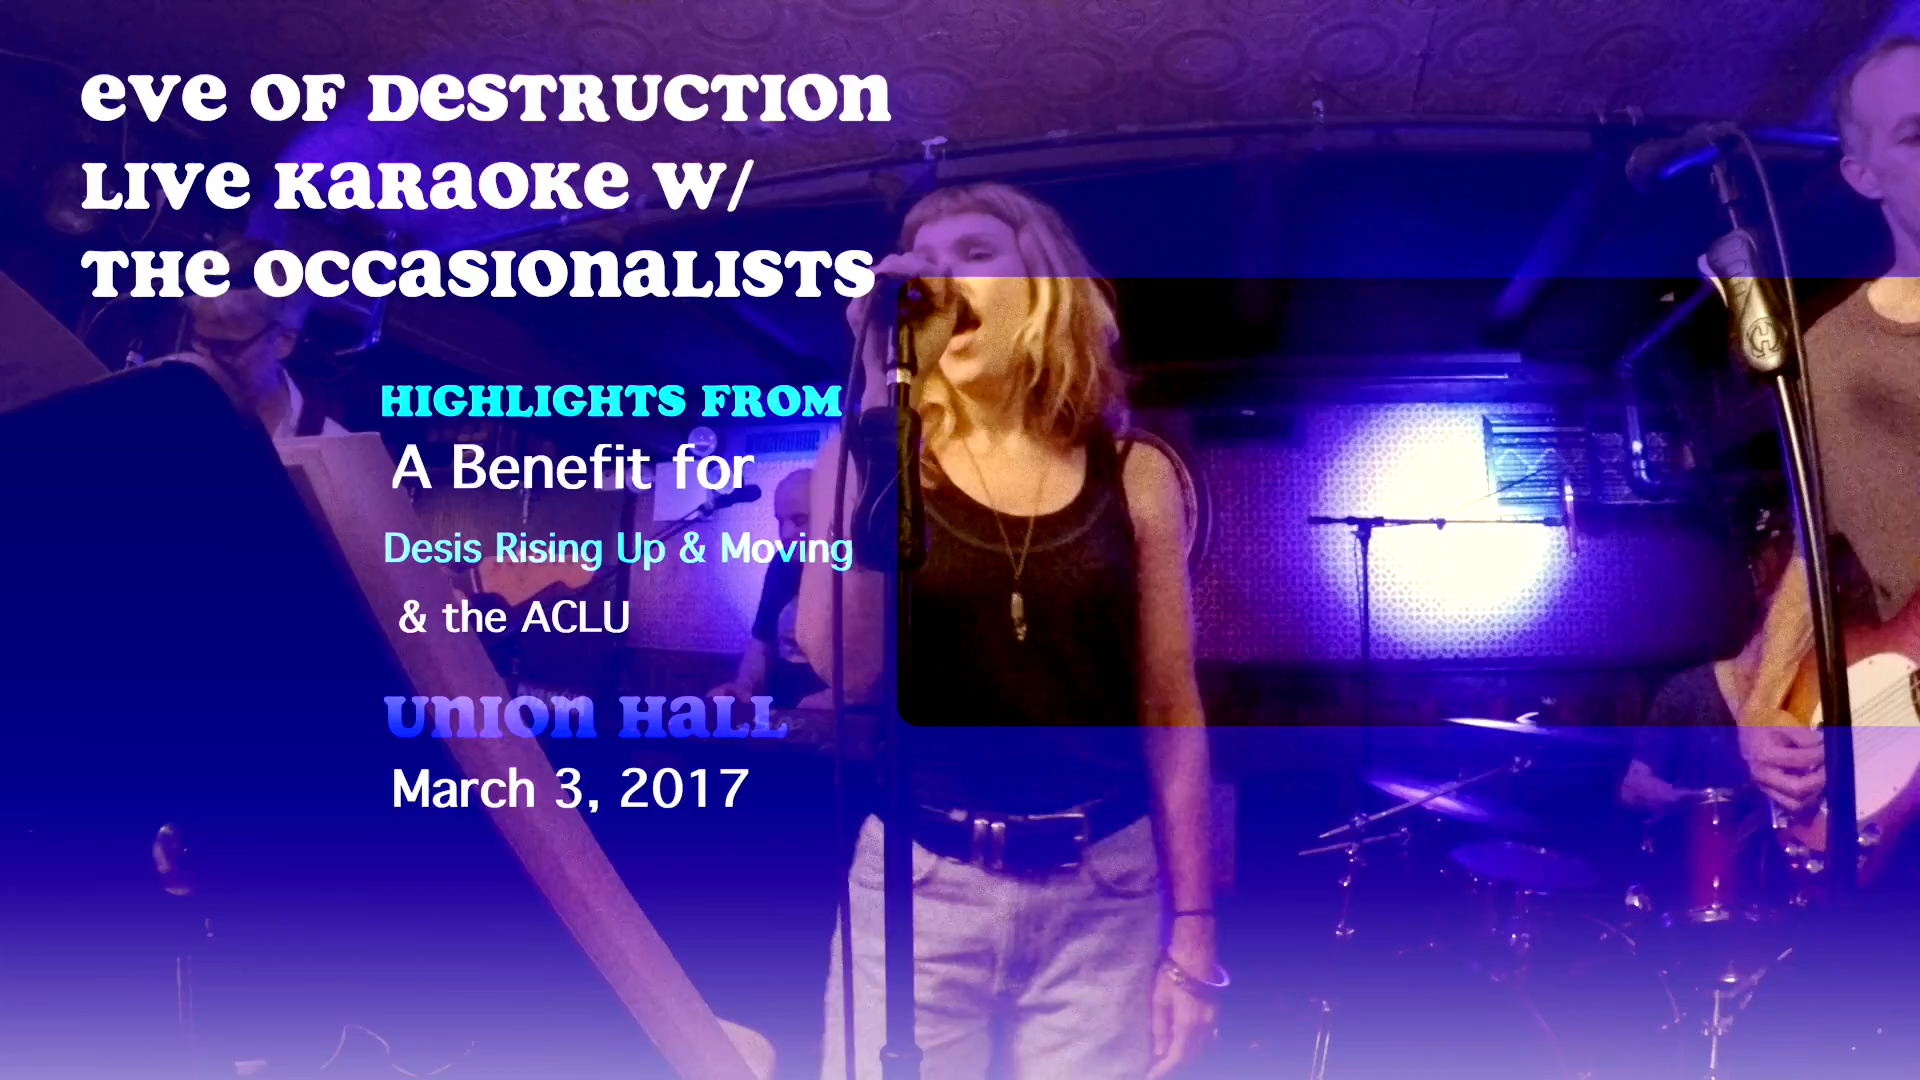 eve OF DesTRUCTIOn
LIVe KaRaOKe W/
THe OCCasIOnaLISTS
HIGHLIGHTS FROM
A Benefit for
Desis Rising Up & Moving
& the ACLU
UnIOn HaLL
March 3, 2017